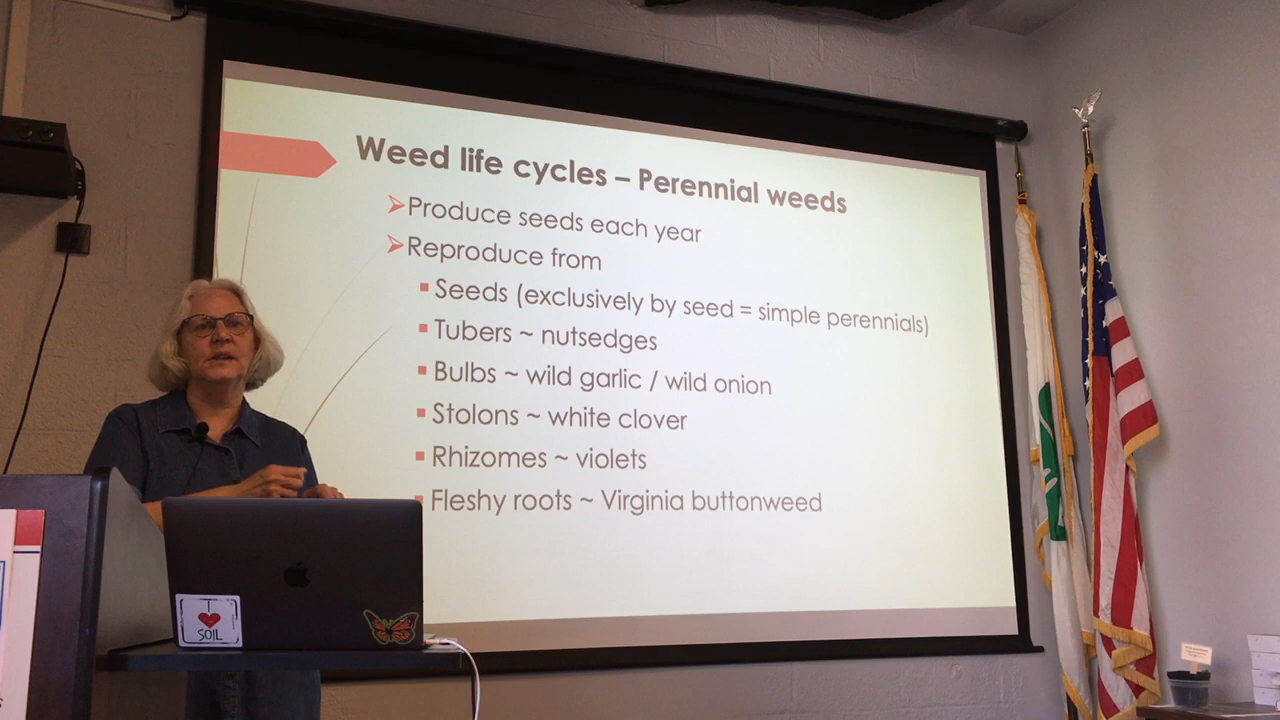 Weed life cycles – Perennial weeds
Produce seeds each year
Reproduce from
Seeds (exclusively by seed = simple perennials)
Tubers ~ nutsedges
Bulbs ~ wild garlic / wild onion
Stolons ~ white clover
Rhizomes ~ violets
Fleshy roots ~ Virginia buttonweed
I
SOIL